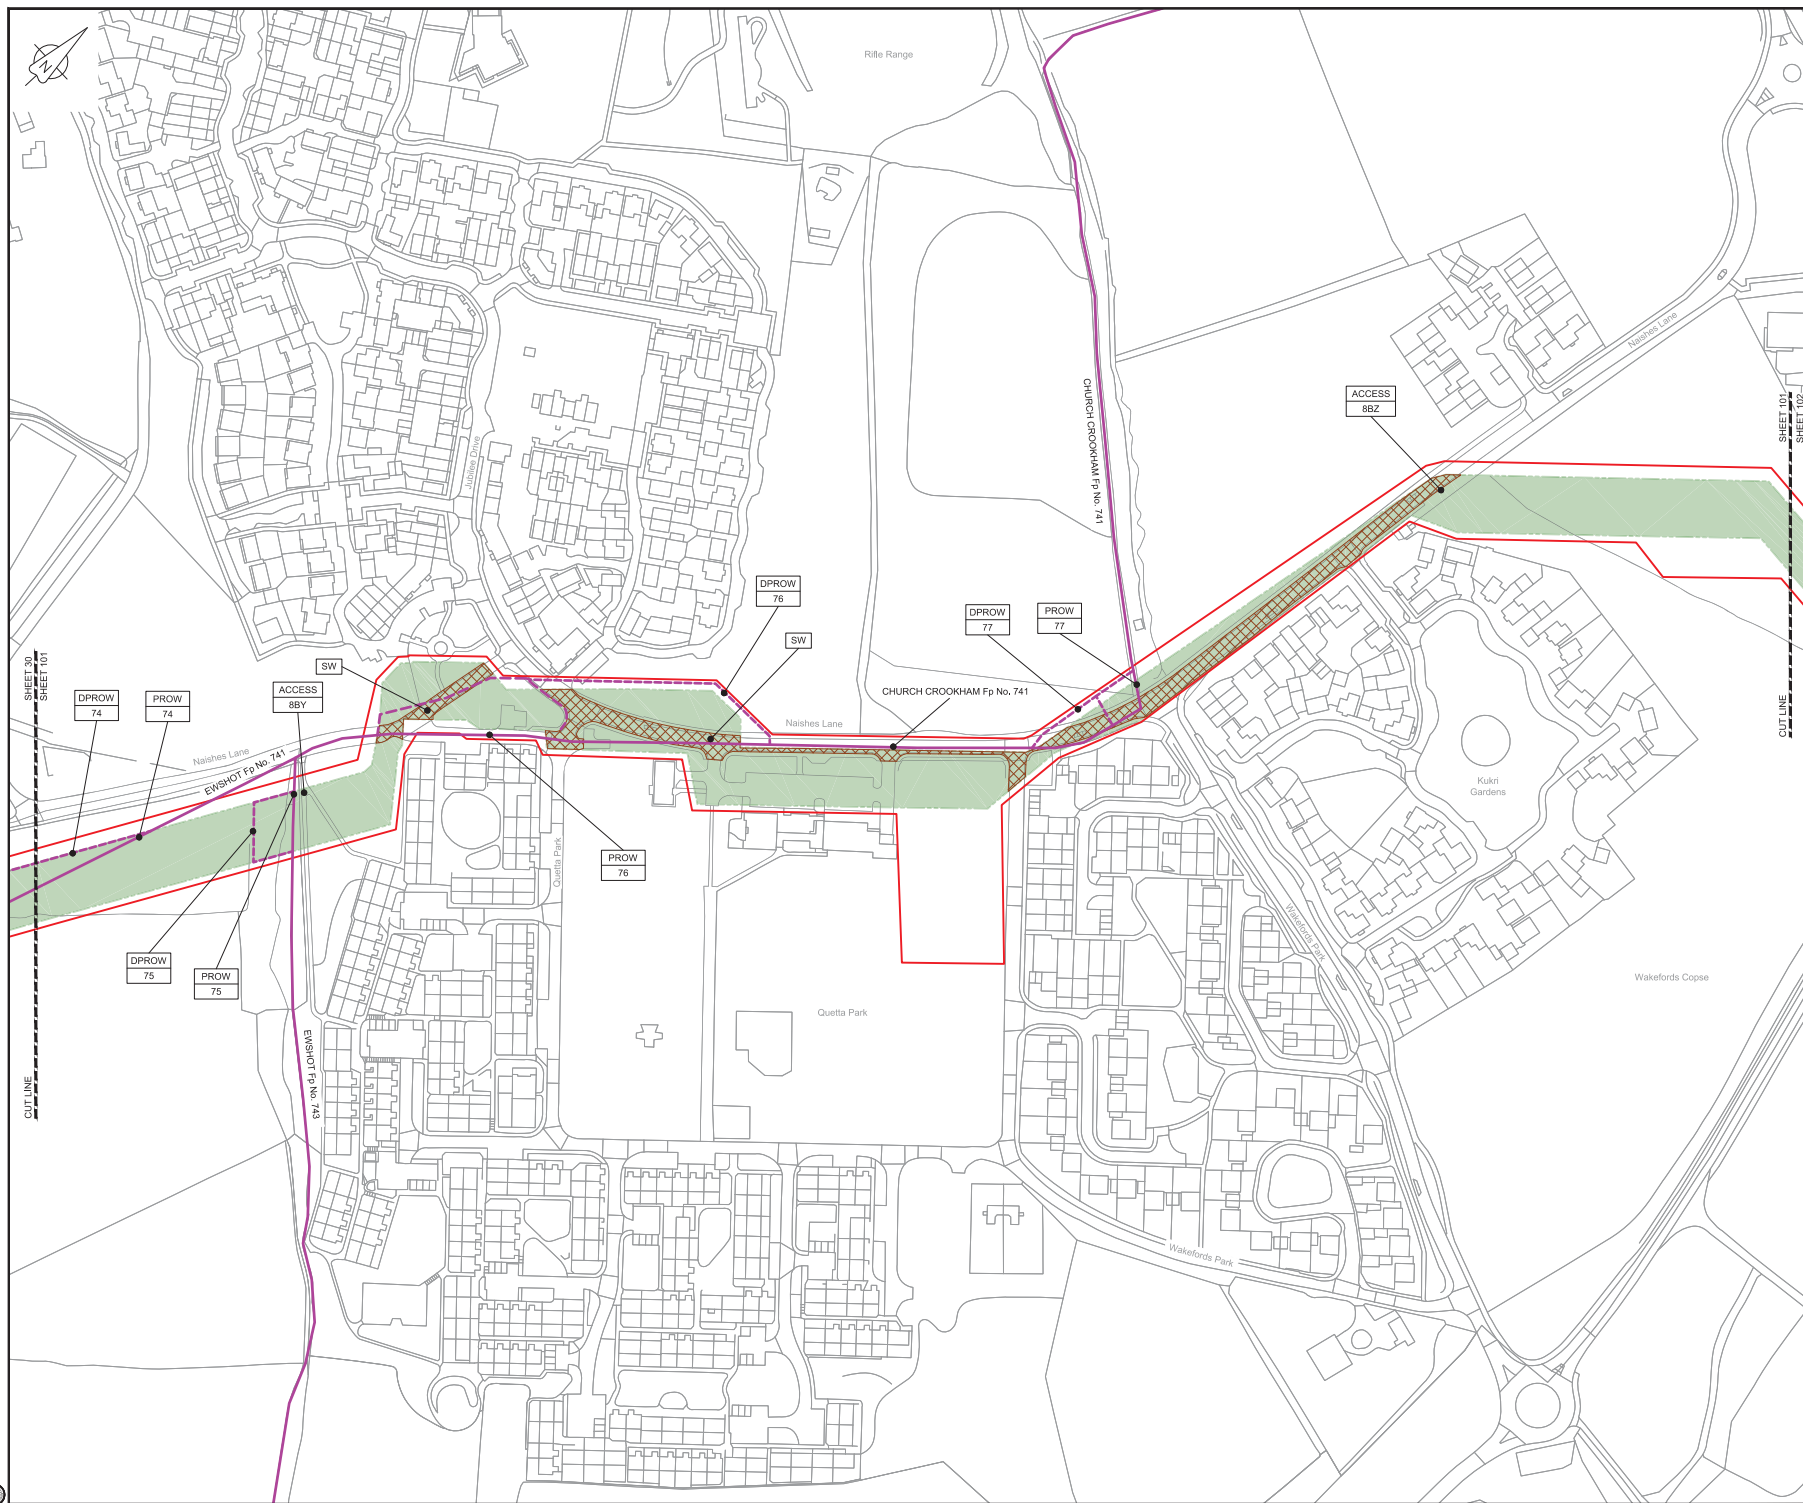 N
Rifle Range
Naishes Lane
CHURCH CROOKHAM Fp No. 741
ACCESS
8BZ
SHEET 101
SHEET 102
Jubilee Drive
DPROW
76
SW
DPROW
77
PROW
77
SHEET 30
SHEET 101
SW
ACCESS
8BY
DPROW
74
PROW
74
CHURCH CROOKHAM Fp No. 741
Naishes Lane
CUT LINE
Naishes Lane
EWSHOT Fp No. 741
Kukri
Gardens
Quetta Park
PROW
76
DPROW
75
PROW
75
Wakefords Park
Wakefords Copse
Quetta Park
EWSHOT Fp No. 743
CUT LINE
Wakefords Park